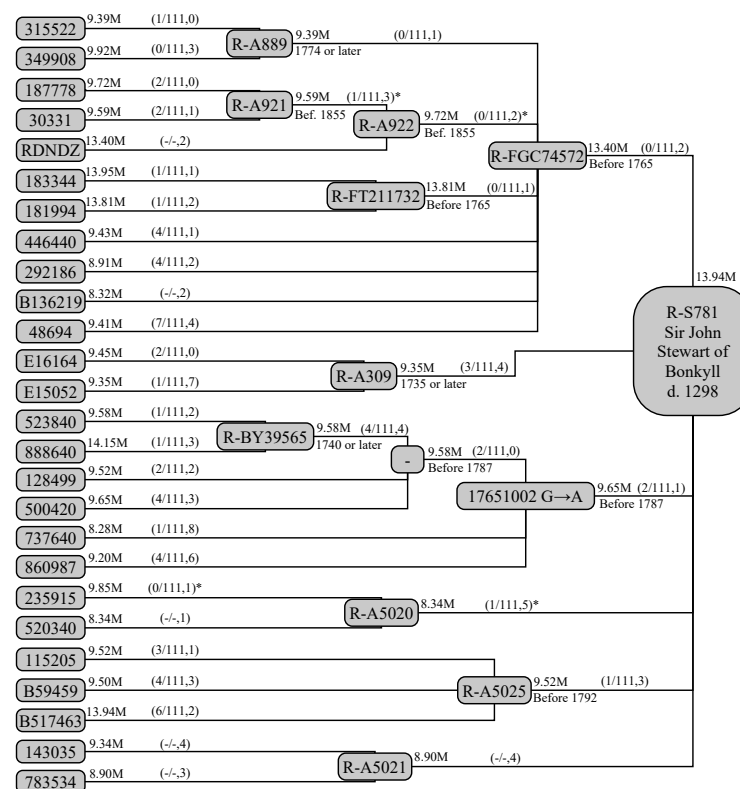 315522 9.39M (1/111,0)
R-A889 9.39M (0/111,1)
1774 or later
349908 9.92M (0/111,3)
187778 9.72M (2/111,0)
R-A921 9.59M (1/111,3)*
Bef. 1855
30331 9.59M (2/111,1)
R-A922 9.72M (0/111,2)*
Bef. 1855
RDNDZ 13.40M (-/-,2)
R-FGC74572 13.40M (0/111,2)
Before 1765
183344 13.95M (1/111,1)
R-FT211732 13.81M (0/111,1)
Before 1765
181994 13.81M (1/111,2)
446440 9.43M (4/111,1)
292186 8.91M (4/111,2)
B136219 8.32M (-/-,2)
48694 9.41M (7/111,4)
13.94M
R-S781
Sir John
Stewart of
Bonkyll
d. 1298
E16164 9.45M (2/111,0)
R-A309 9.35M (3/111,4)
1735 or later
E15052 9.35M (1/111,7)
523840 9.58M (1/111,2)
R-BY39565 9.58M (4/111,4)
1740 or later
888640 14.15M (1/111,3)
- 9.58M (2/111,0)
Before 1787
128499 9.52M (2/111,2)
17651002 G→A 9.65M (2/111,1)
Before 1787
500420 9.65M (4/111,3)
737640 8.28M (1/111,8)
860987 9.20M (4/111,6)
235915 9.85M (0/111,1)*
R-A5020 8.34M (1/111,5)*
520340 8.34M (-/-,1)
115205 9.52M (3/111,1)
B59459 9.50M (4/111,3)
R-A5025 9.52M (1/111,3)
Before 1792
B517463 13.94M (6/111,2)
143035 9.34M (-/-,4)
R-A5021 8.90M (-/-,4)
783534 8.90M (-/-,3)